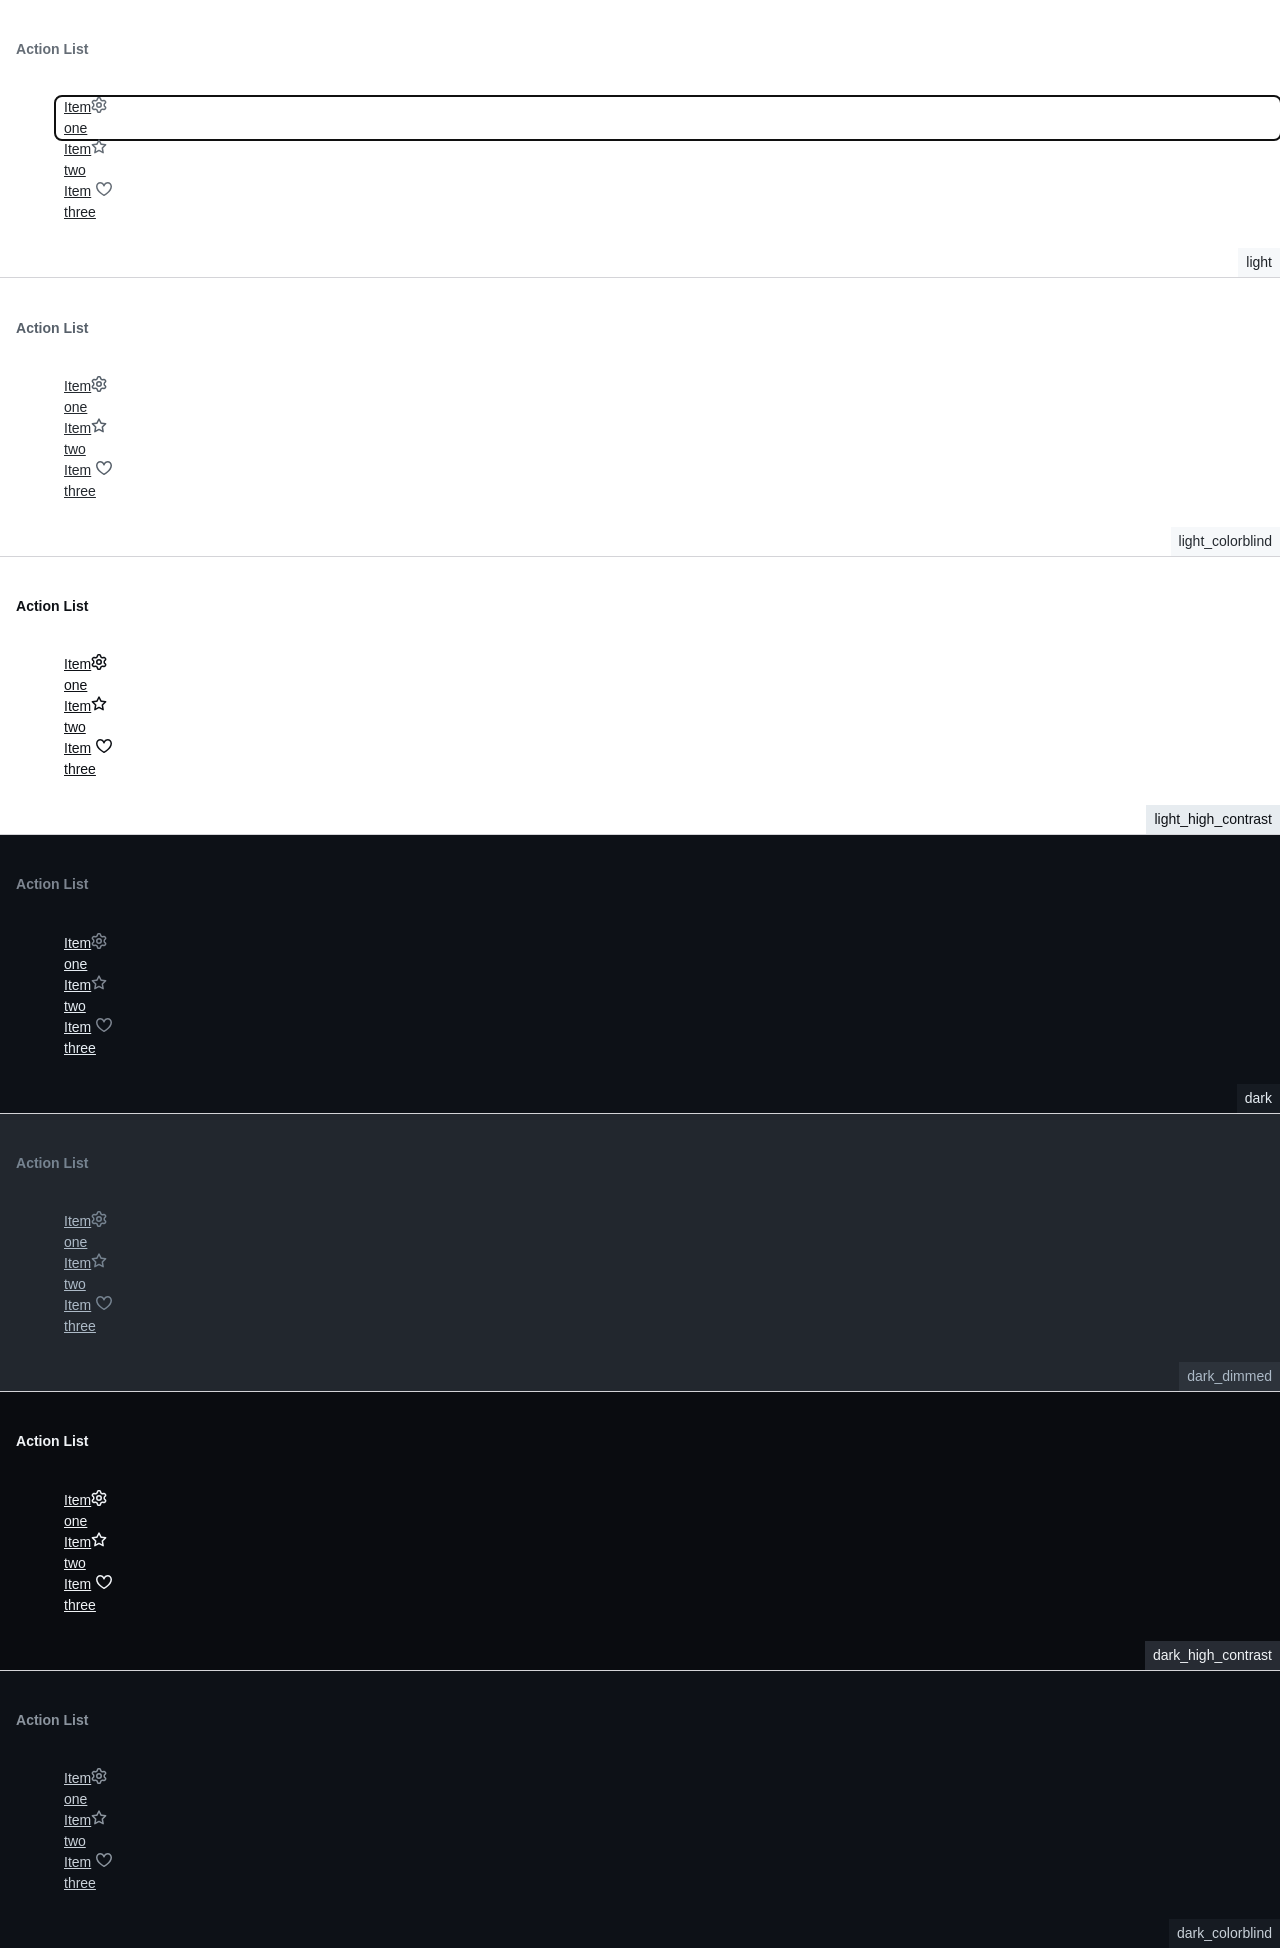 Action List
Item
one
Item
two
Item
three
light
Action List
Item
one
Item
two
Item
three
light_colorblind
Action List
Item
one
Item
two
Item
three
light_high_contrast
Action List
Item
one
Item
two
Item
three
dark
Action List
Item
one
Item
two
Item
three
dark_dimmed
Action List
Item
one
Item
two
Item
three
dark_high_contrast
Action List
Item
one
Item
two
Item
three
dark_colorblind